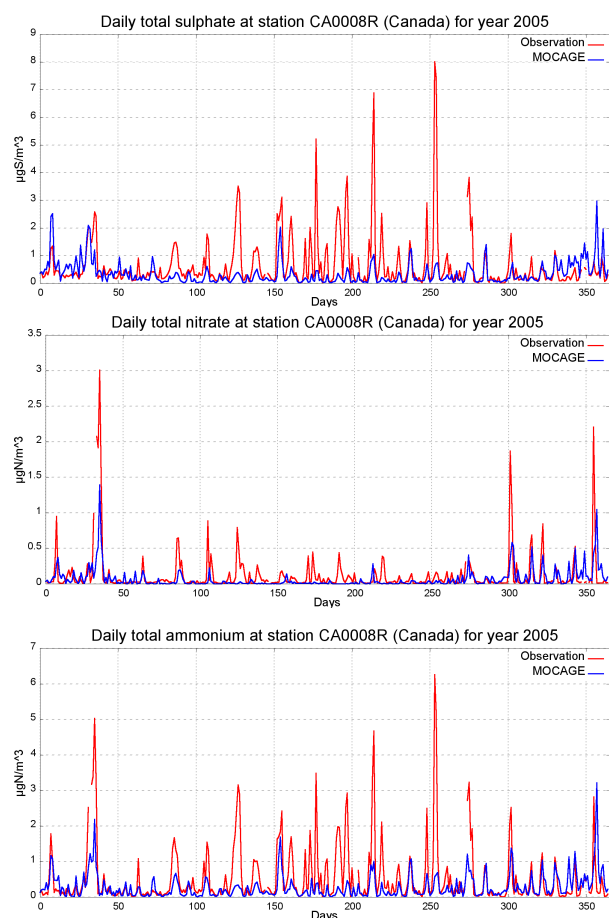 Daily total sulphate at station CA0008R (Canada) for year 2005
9
8
7
6
5
4
3
2
1
0
µgS/m^3
Observation
MOCAGE
0 50 100 150 200 250 300 350
Days
Daily total nitrate at station CA0008R (Canada) for year 2005
3.5
3
2.5
2
1.5
1
0.5
0
µgN/m^3
Observation
MOCAGE
0 50 100 150 200 250 300 350
Days
Daily total ammonium at station CA0008R (Canada) for year 2005
7
6
5
4
3
2
1
0
µgN/m^3
Observation
MOCAGE
0 50 100 150 200 250 300 350
Days